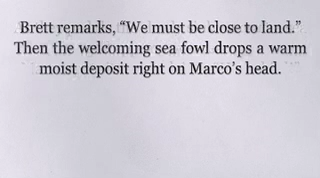 Brett remarks, “We must be close to land.”
Then the welcoming sea fowl drops a warm
moist deposit right on Marco’s head.